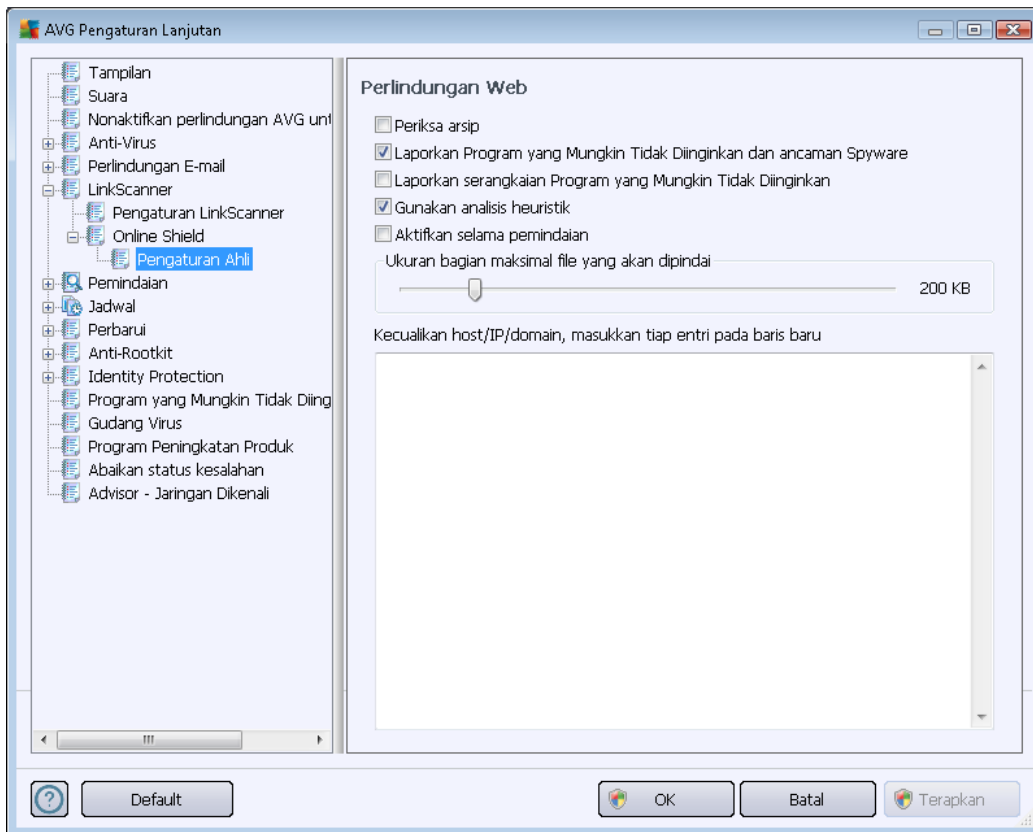 AVG Pengaturan Lanjutan
Tampilan
Suara
Nonaktifkan perlindungan AVG unt
Anti-Virus
Perlindungan E-mail
LinkScanner
Pengaturan LinkScanner
Online Shield
Pengaturan Ahli
Pemindaian
Jadwal
Perbarui
Anti-Rootkit
Identity Protection
Program yang Mungkin Tidak Diing
Gudang Virus
Program Peningkatan Produk
Abaikan status kesalahan
Advisor - Jaringan Dikenali
Perlindungan Web
Periksa arsip
Laporkan Program yang Mungkin Tidak Diinginkan dan ancaman Spyware
Laporkan serangkaian Program yang Mungkin Tidak Diinginkan
Gunakan analisis heuristik
Aktifkan selama pemindaian
Ukuran bagian maksimal file yang akan dipindai
200 KB
Kecualikan host/IP/domain, masukkan tiap entri pada baris baru
? Default OK Batal Terapkan